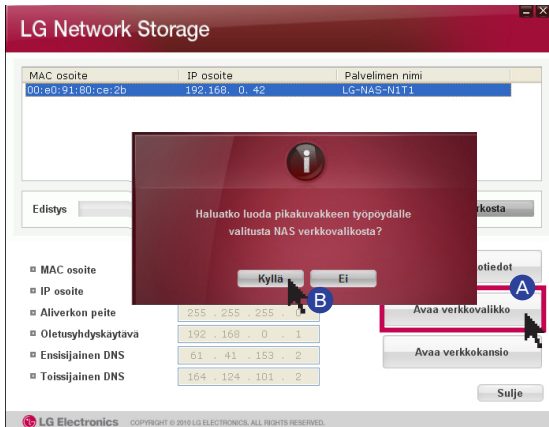 LG Network Storage
MAC osoite IP osoite Palvelimen nimi
00:e0:91:80:ce:2b 192.168. 0. 42 LG-NAS-N1T1
Haluatko luoda pikakuvakkeen työpöydälle
valitusta NAS verkkovalikosta?
Kyllä Ei
B
Edistys
MAC osoite
IP osoite
A
Aliverkon peite 255 . 255 . 255 . 0
Avaa verkkovalikko
Oletusyhdyskäytävä 192 . 168 . 0 . 1
Ensisijainen DNS 61 . 41 . 153 . 2
Avaa verkkokansio
Toissijainen DNS 164 . 124 . 101 . 2
Sulje
LG Electronics COPYRIGHT © 2010 LG ELECTRONICS. ALL RIGHTS RESERVED.